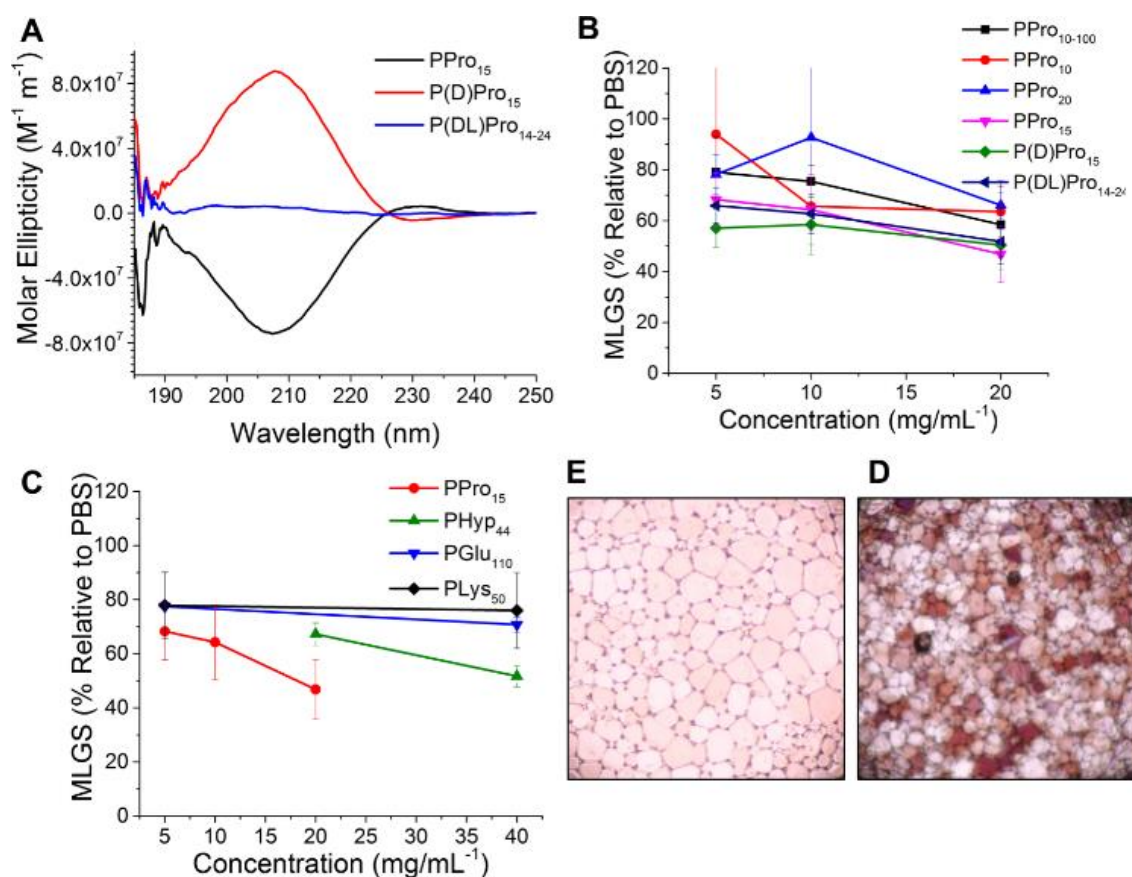 A
Molar Ellipticity (M⁻¹ m⁻¹)
8.0x10⁷
4.0x10⁷
0.0
-4.0x10⁷
-8.0x10⁷
PPro₁₅
P(D)Pro₁₅
P(DL)Pro₁₄₋₂₄
190 200 210 220 230 240 250
Wavelength (nm)
B
MLGS (% Relative to PBS)
120
100
80
60
40
20
0
PPro₁₀₋₁₀₀
PPro₁₀
PPro₂₀
PPro₁₅
P(D)Pro₁₅
P(DL)Pro₁₄₋₂₄
5 10 15 20
Concentration (mg/mL⁻¹)
C
MLGS (% Relative to PBS)
120
100
80
60
40
20
0
PPro₁₅
PHyp₄₄
PGlu₁₁₀
PLys₅₀
5 10 15 20 25 30 35 40
Concentration (mg/mL⁻¹)
E
D